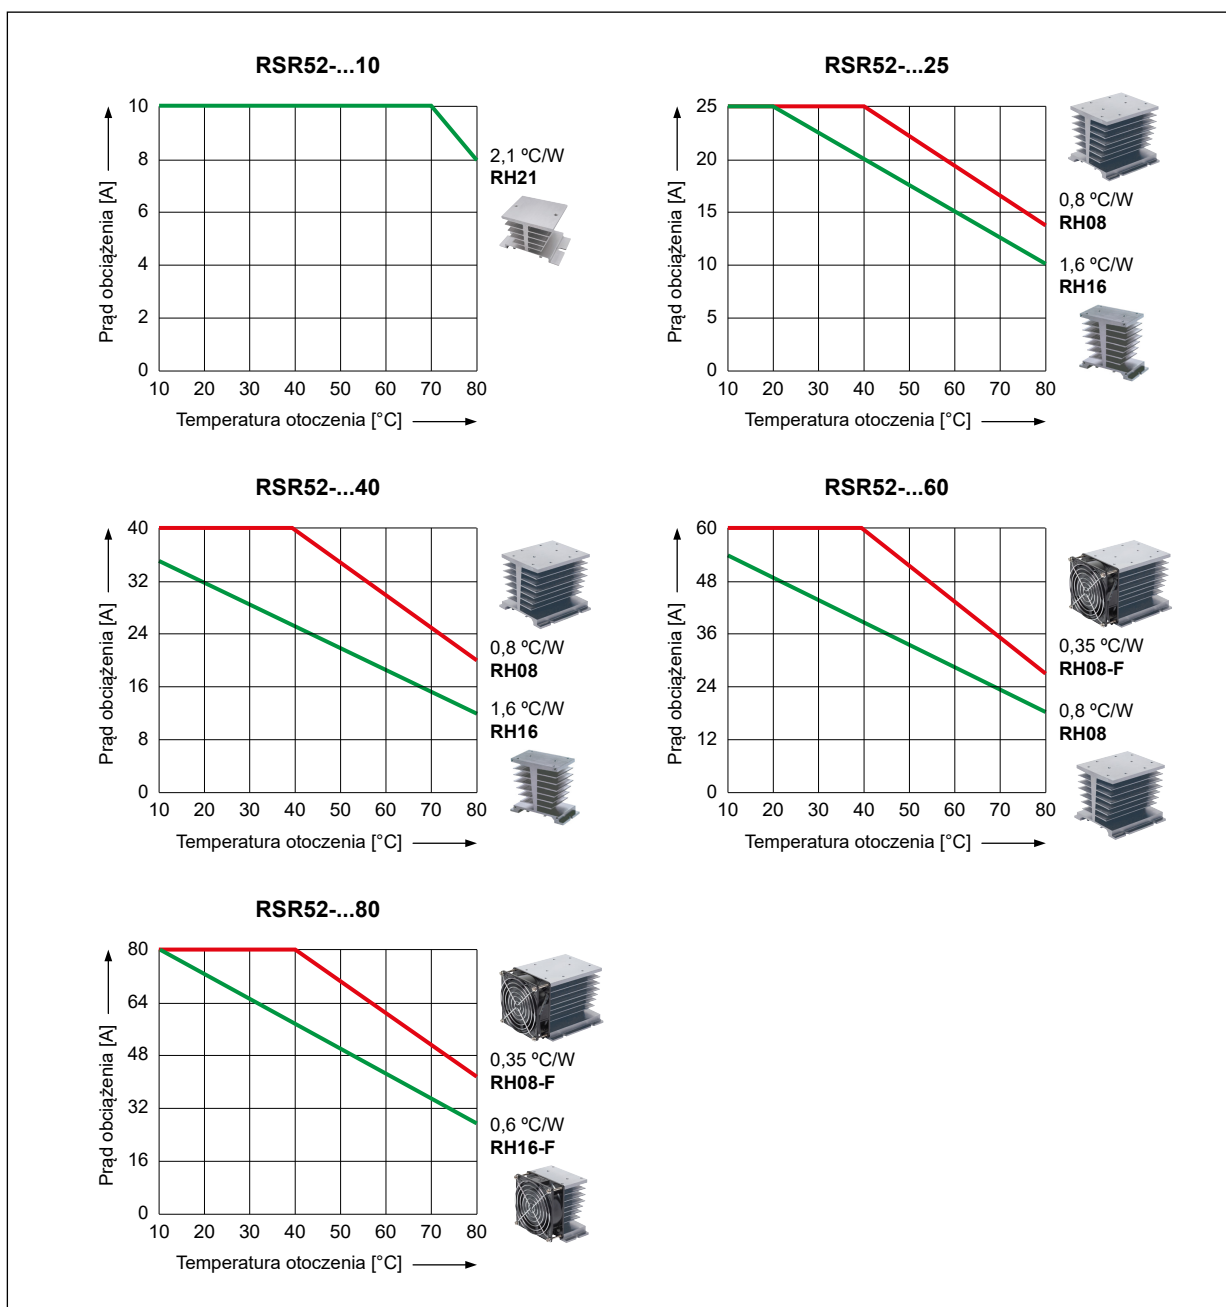 RSR52-...10
Prąd obciążenia [A]
10
8
6
4
2
0
10 20 30 40 50 60 70 80
Temperatura otoczenia [°C]
2,1 ºC/W
RH21
RSR52-...25
Prąd obciążenia [A]
25
20
15
10
5
0
10 20 30 40 50 60 70 80
Temperatura otoczenia [°C]
0,8 ºC/W
RH08
1,6 ºC/W
RH16
RSR52-...40
Prąd obciążenia [A]
40
32
24
16
8
0
10 20 30 40 50 60 70 80
Temperatura otoczenia [°C]
0,8 ºC/W
RH08
1,6 ºC/W
RH16
RSR52-...60
Prąd obciążenia [A]
60
48
36
24
12
0
10 20 30 40 50 60 70 80
Temperatura otoczenia [°C]
0,35 ºC/W
RH08-F
0,8 ºC/W
RH08
RSR52-...80
Prąd obciążenia [A]
80
64
48
32
16
0
10 20 30 40 50 60 70 80
Temperatura otoczenia [°C]
0,35 ºC/W
RH08-F
0,6 ºC/W
RH16-F